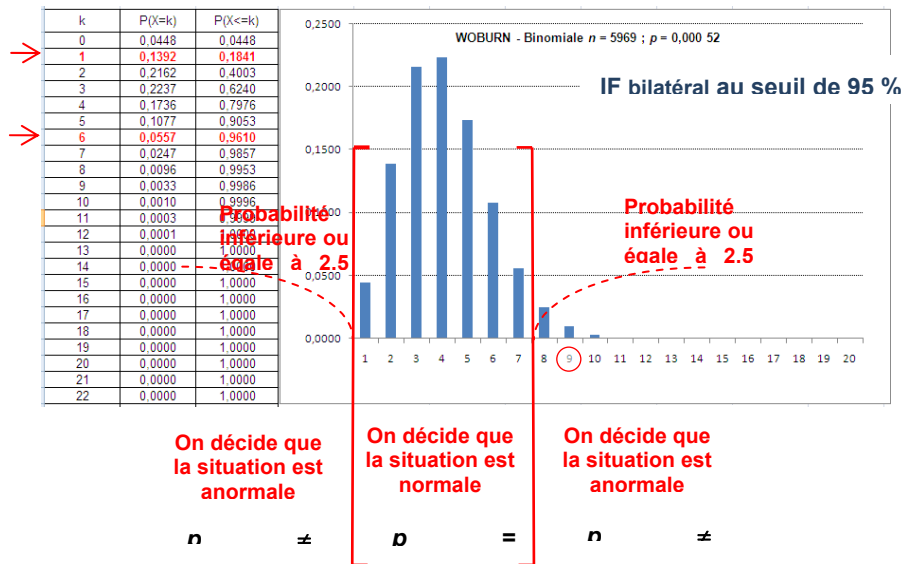 k P(X=k) P(X<=k)
0 0,0448 0,0448
1 0,1392 0,1841
2 0,2162 0,4003
3 0,2237 0,6240
4 0,1736 0,7976
5 0,1077 0,9053
6 0,0557 0,9610
7 0,0247 0,9857
8 0,0096 0,9953
9 0,0033 0,9986
10 0,0010 0,9996
11 0,0003
12 0,0001
13 0,0000 1,0000
14 0,0000
15 0,0000 1,0000
16 0,0000 1,0000
17 0,0000 1,0000
18 0,0000 1,0000
19 0,0000 1,0000
20 0,0000 1,0000
21 0,0000 1,0000
22 0,0000 1,0000
WOBURN - Binomiale n = 5969 ; p = 0,000 52
IF bilatéral au seuil de 95 %
0,2500
0,2000
0,1500
0,0500
0,0000
Probabilité
inférieure ou
égale à 2.5
Probabilité
inférieure ou
égale à 2.5
1 2 3 4 5 6 7 8 9 10 11 12 13 14 15 16 17 18 19 20
On décide que
la situation est
anormale
On décide que
la situation est
normale
On décide que
la situation est
anormale
p ≠ p = p ≠